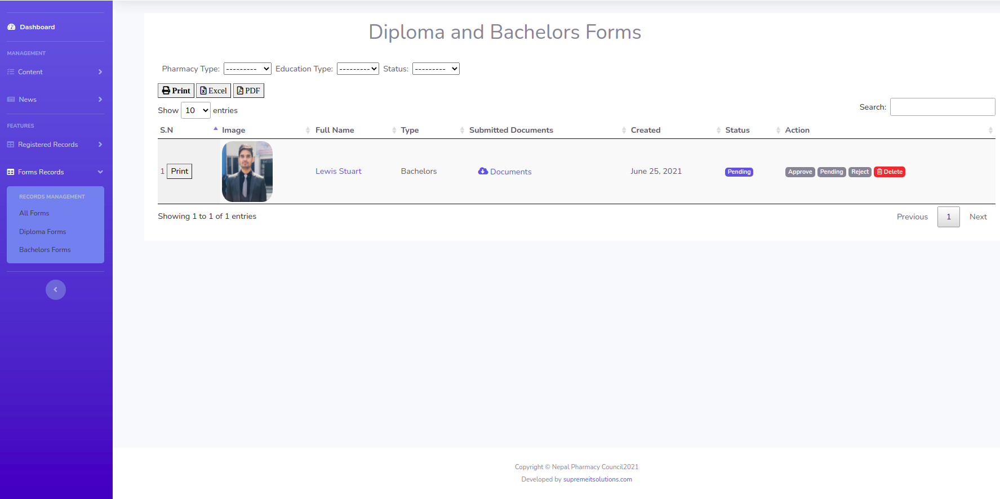 Dashboard
MANAGEMENT
Content
News
FEATURES
Registered Records
Forms Records
RECORDS MANAGEMENT
All Forms
Diploma Forms
Bachelors Forms
Diploma and Bachelors Forms
Pharmacy Type: --------- Education Type: --------- Status: ---------
Print Excel PDF
Show 10 entries
Search:
S.N Image Full Name Type Submitted Documents Created Status Action
1 Print Lewis Stuart Bachelors Documents June 25, 2021 Pending Approve Pending Reject Delete
Showing 1 to 1 of 1 entries
Previous 1 Next
Copyright © Nepal Pharmacy Council2021
Developed by supremeitsolutions.com